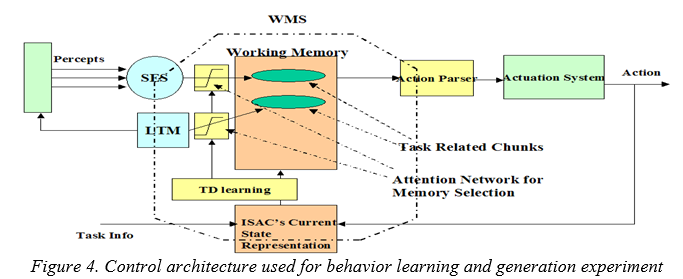 WMS
Percepts
SES
Working Memory
Action Parser
Actuation System
Action
LTM
Task Related Chunks
Attention Network for
Memory Selection
TD learning
Task Info
ISAC's Current
State
Representation
Figure 4. Control architecture used for behavior learning and generation experiment